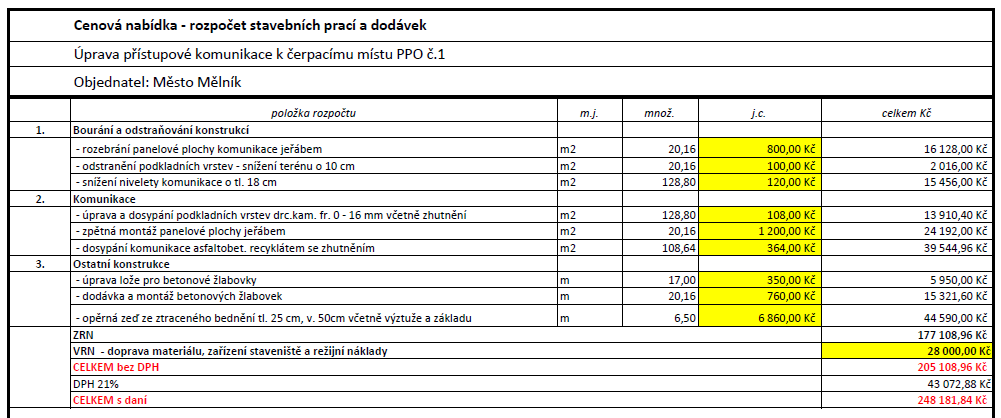 Cenová nabídka - rozpočet stavebních prací a dodávek
Úprava přístupové komunikace k čerpacímu místu PPO č.1
Objednatel: Město Mělník
položka rozpočtu m.j. množ. j.c. celkem Kč
1. Bourání a odstraňování konstrukcí
- rozebrání panelové plochy komunikace jeřábem m2 20,16 800,00 Kč 16 128,00 Kč
- odstranění podkladních vrstev - snížení terénu o 10 cm m2 20,16 100,00 Kč 2 016,00 Kč
- snížení nivelety komunikace o tl. 18 cm m2 128,80 120,00 Kč 15 456,00 Kč
2. Komunikace
- úprava a dosypání podkladních vrstev drc.kam. fr. 0 - 16 mm včetně zhutnění m2 128,80 108,00 Kč 13 910,40 Kč
- zpětná montáž panelové plochy jeřábem m2 20,16 1 200,00 Kč 24 192,00 Kč
- dosypání komunikace asfaltobet. recyklátem se zhutněním m2 108,64 364,00 Kč 39 544,96 Kč
3. Ostatní konstrukce
- úprava lože pro betonové žlabovky m 17,00 350,00 Kč 5 950,00 Kč
- dodávka a montáž betonových žlabovek m 20,16 760,00 Kč 15 321,60 Kč
- opěrná zeď ze ztraceného bednění tl. 25 cm, v. 50cm včetně výztuže a základu m 6,50 6 860,00 Kč 44 590,00 Kč
ZRN 177 108,96 Kč
VRN - doprava materiálu, zařízení staveniště a režijní náklady 28 000,00 Kč
CELKEM bez DPH 205 108,96 Kč
DPH 21% 43 072,88 Kč
CELKEM s daní 248 181,84 Kč